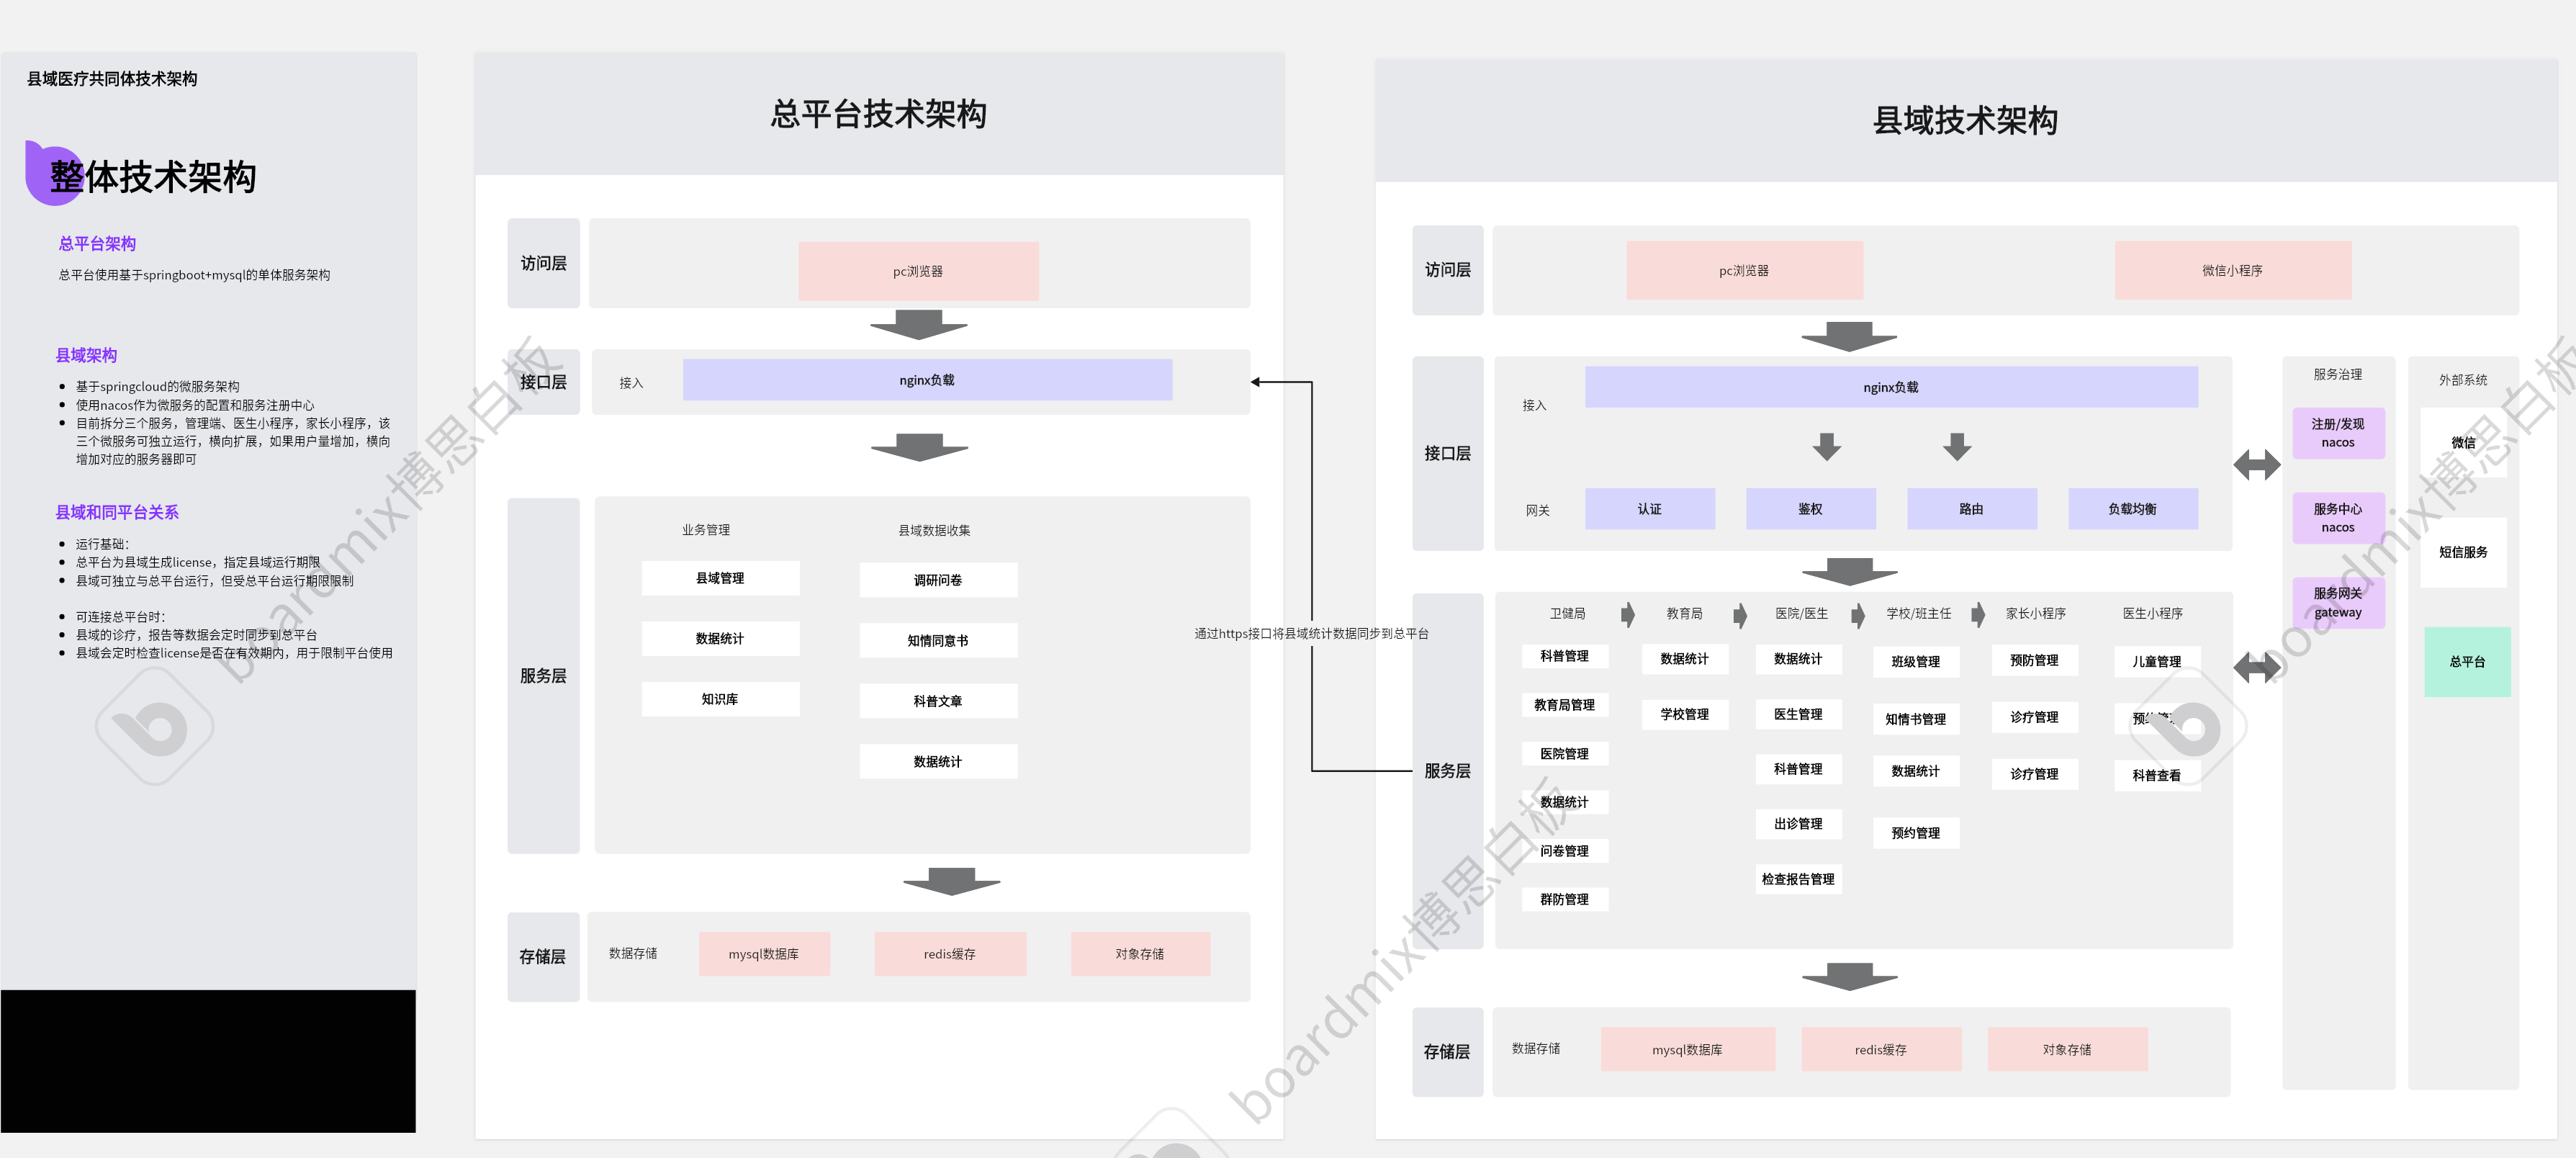 县域医疗共同体技术架构
整体技术架构
总平台架构
总平台使用基于springboot+mysql的单体服务架构
县域架构
基于springcloud的微服务架构
使用nacos作为微服务的配置和服务注册中心
目前拆分三个服务，管理端、医生小程序，家长小程序，该
三个微服务可独立运行，横向扩展，如果用户量增加，横向
增加对应的服务器即可
县域和同平台关系
运行基础：
总平台为县域生成license，指定县域运行期限
县域可独立与总平台运行，但受总平台运行期限限制
可连接总平台时：
县域的诊疗，报告等数据会定时同步到总平台
县域会定时检查license是否在有效期内，用于限制平台使用
总平台技术架构
访问层
pc浏览器
接口层
接入
nginx负载
服务层
业务管理
县域管理
数据统计
知识库
县域数据收集
调研问卷
知情同意书
科普文章
数据统计
存储层
数据存储
mysql数据库
redis缓存
对象存储
通过https接口将县域统计数据同步到总平台
县域技术架构
访问层
pc浏览器
微信小程序
接口层
接入
nginx负载
网关
认证
鉴权
路由
负载均衡
服务层
卫健局
科普管理
教育局管理
医院管理
数据统计
问卷管理
群防管理
教育局
数据统计
学校管理
医院/医生
数据统计
医生管理
科普管理
出诊管理
检查报告管理
学校/班主任
班级管理
知情书管理
数据统计
预约管理
家长小程序
预防管理
诊疗管理
诊疗管理
医生小程序
儿童管理
预约管理
科普查看
存储层
数据存储
mysql数据库
redis缓存
对象存储
服务治理
注册/发现
nacos
服务中心
nacos
服务网关
gateway
外部系统
微信
短信服务
总平台
boardmix博思白板
boardmix博思白板
boardmix博思白板